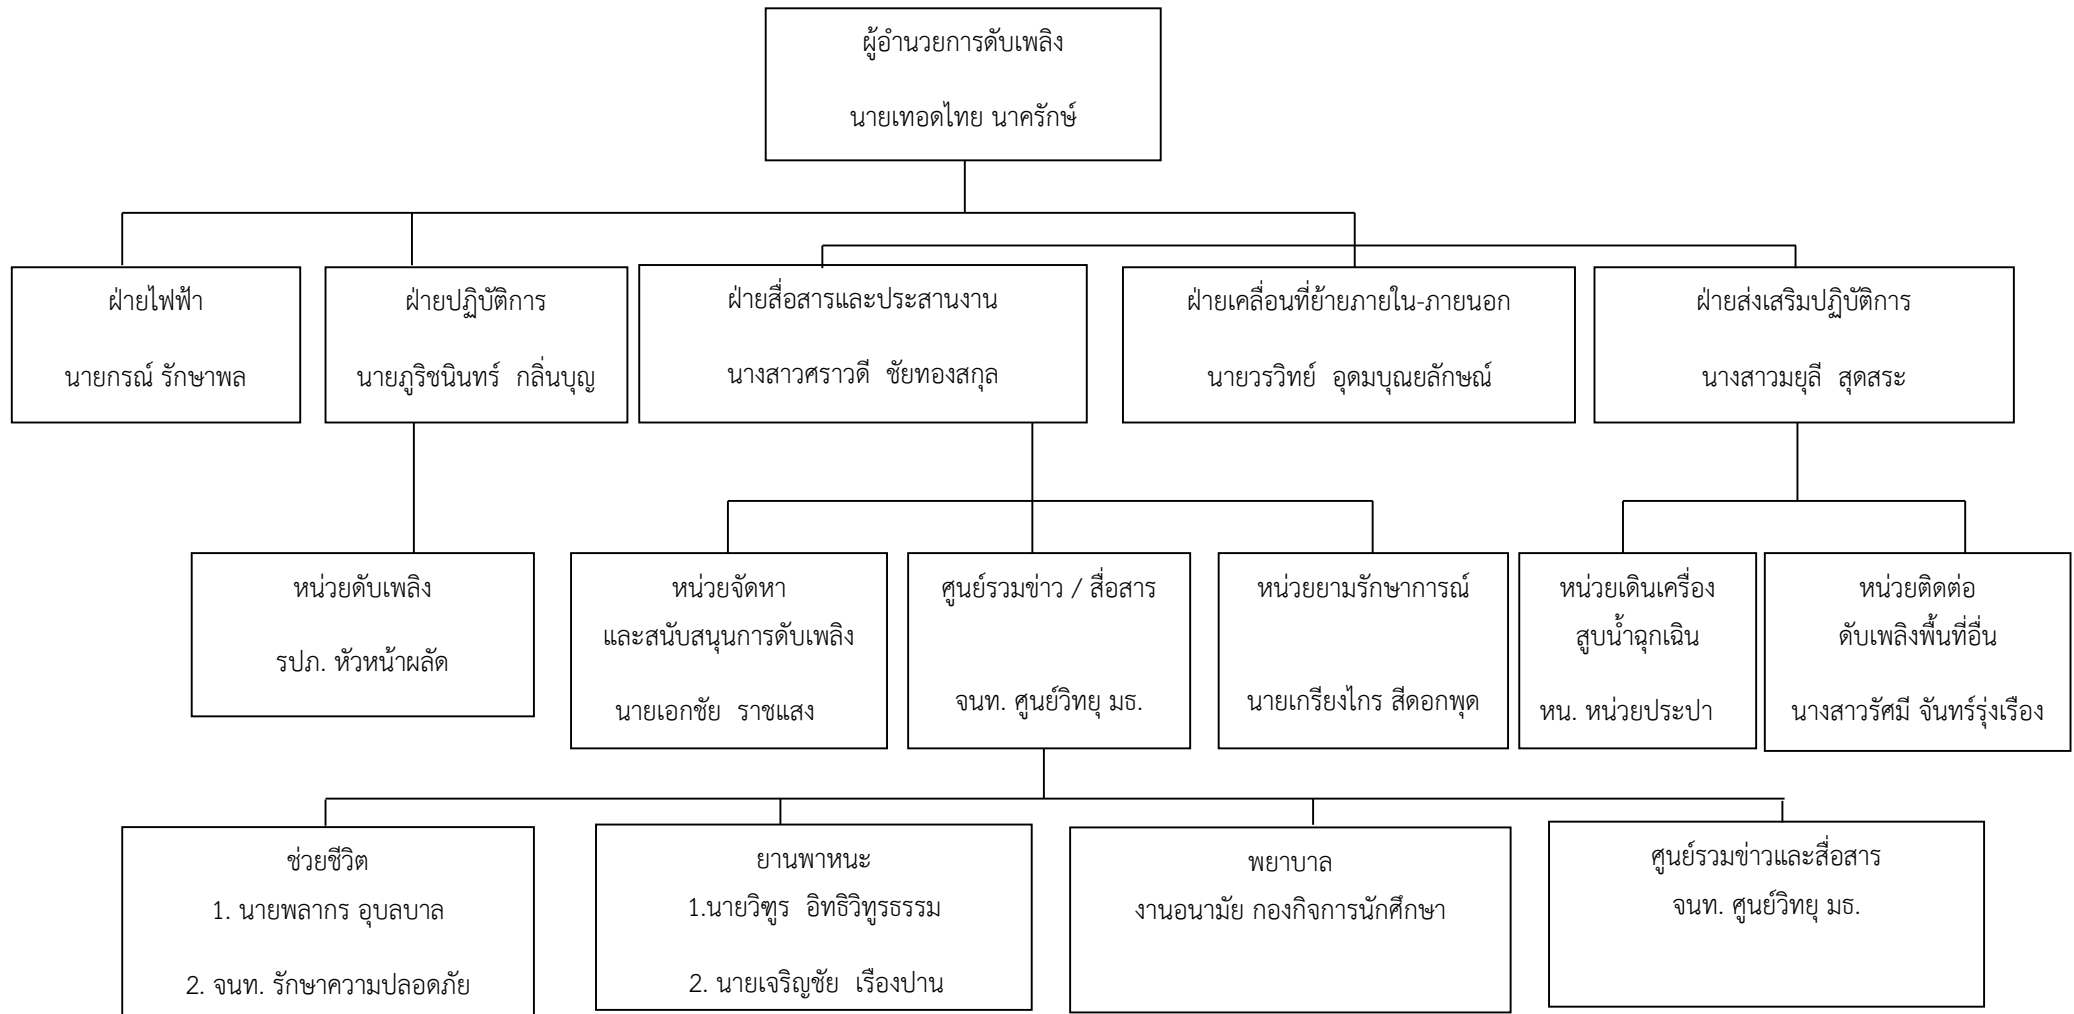 ผู้อำนวยการดับเพลิง
นายเทอดไทย นาครักษ์
ฝ่ายไฟฟ้า
นายกรณ์ รักษาพล
ฝ่ายปฏิบัติการ
นายภูริชนินทร์ กลิ่นบุญ
ฝ่ายสื่อสารและประสานงาน
นางสาวศราวดี ชัยทองสกุล
ฝ่ายเคลื่อนที่ย้ายภายใน-ภายนอก
นายวรวิทย์ อุดมบุณยลักษณ์
ฝ่ายส่งเสริมปฏิบัติการ
นางสาวมยุลี สุดสระ
หน่วยดับเพลิง
รปภ. หัวหน้าผลัด
หน่วยจัดหา
และสนับสนุนการดับเพลิง
นายเอกชัย ราชแสง
ศูนย์รวมข่าว / สื่อสาร
จนท. ศูนย์วิทยุ มธ.
หน่วยยามรักษาการณ์
นายเกรียงไกร สีดอกพุด
หน่วยเดินเครื่อง
สูบน้ำฉุกเฉิน
หน. หน่วยประปา
หน่วยติดต่อ
ดับเพลิงพื้นที่อื่น
นางสาวรัศมี จันทร์รุ่งเรือง
ช่วยชีวิต
1. นายพลากร อุบลบาล
2. จนท. รักษาความปลอดภัย
ยานพาหนะ
1.นายวิฑูร อิทธิวิทูรธรรม
2. นายเจริญชัย เรืองปาน
พยาบาล
งานอนามัย กองกิจการนักศึกษา
ศูนย์รวมข่าวและสื่อสาร
จนท. ศูนย์วิทยุ มธ.